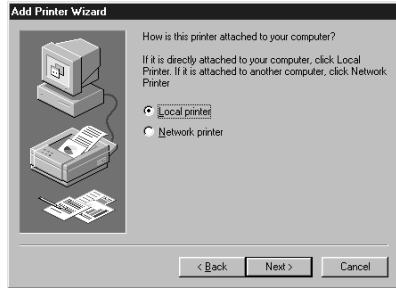 Add Printer Wizard
How is this printer attached to your computer?
If it is directly attached to your computer, click Local
Printer. If it is attached to another computer, click Network
Printer
Local printer
Network printer
< Back Next > Cancel